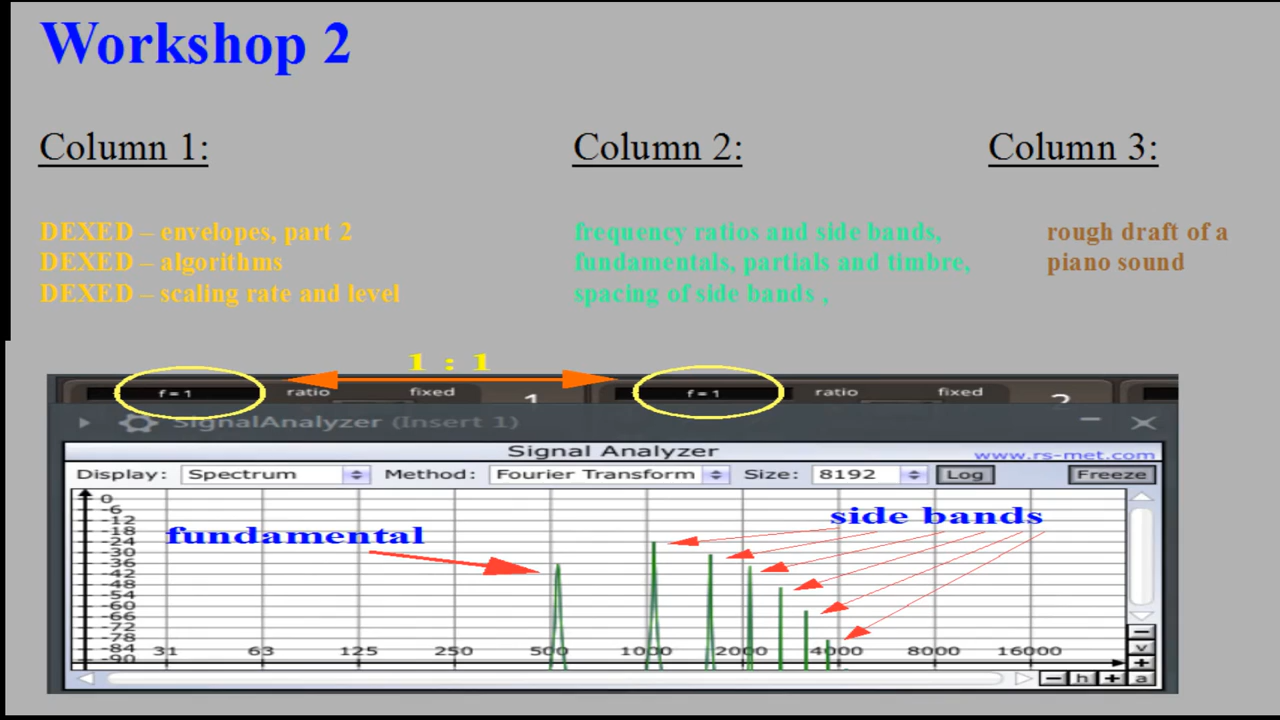 Workshop 2
Column 1:
Column 2:
Column 3:
DEXED – envelopes, part 2
DEXED – algorithms
DEXED – scaling rate and level
frequency ratios and side bands,
fundamentals, partials and timbre,
spacing of side bands ,
rough draft of a
piano sound
1 : 1
f = 1 ratio fixed 1 f = 1 ratio fixed 2
SignalAnalyzer (Insert 1)
Signal Analyzer
www.rs-met.com
Display: Spectrum Method: Fourier Transform Size: 8192 Log Freeze
0
-6
-12
-18
-24
-30
-36
-42
-48
-54
-60
-66
-72
-78
-84
-90
fundamental
side bands
31 63 125 250 500 1000 2000 4000 8000 16000
− v +
− h + a